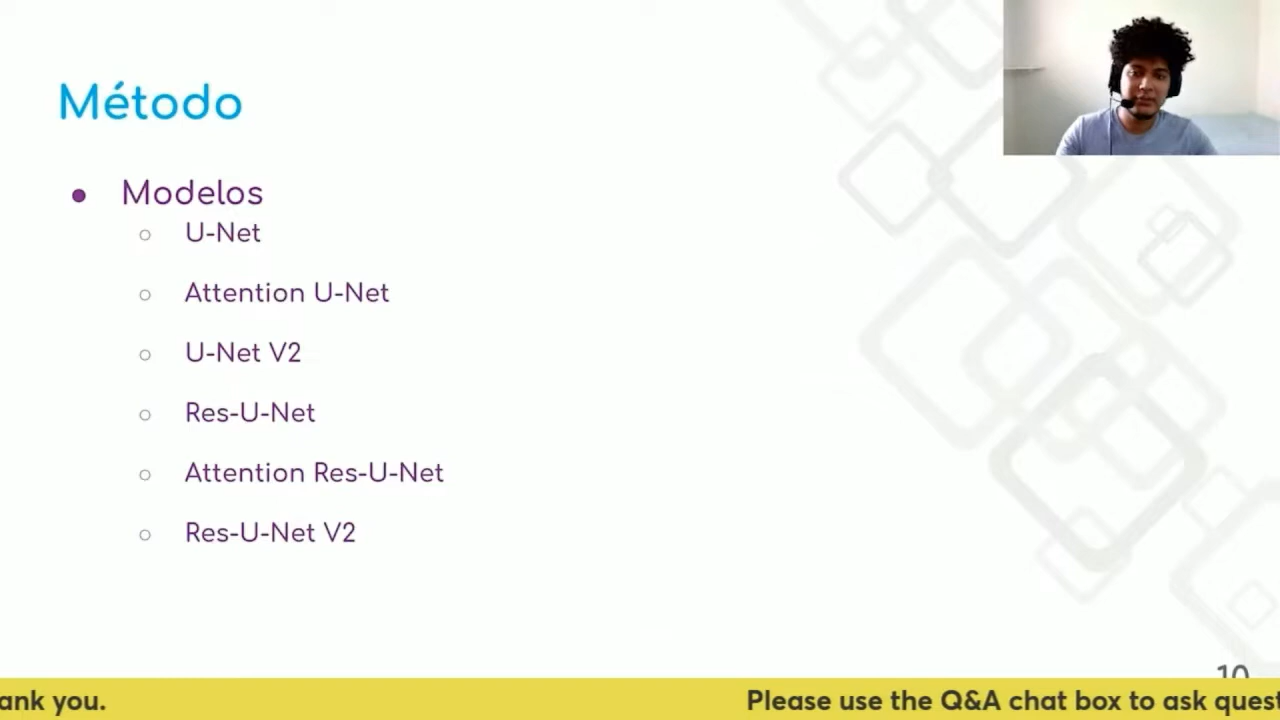 Método
Modelos
U-Net
Attention U-Net
U-Net V2
Res-U-Net
Attention Res-U-Net
Res-U-Net V2
10
ank you.
Please use the Q&A chat box to ask quest